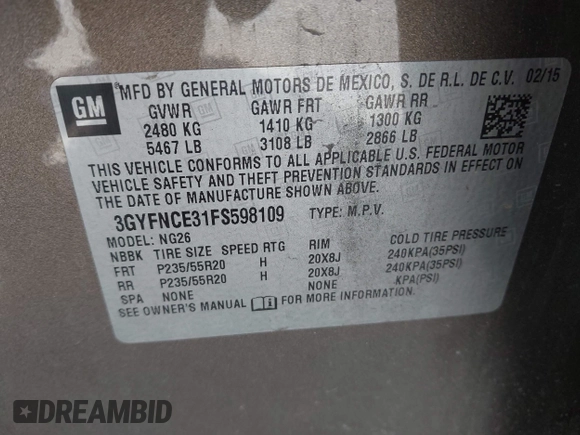 GM
*MFD BY GENERAL MOTORS DE MEXICO, S. DE R.L. DE C.V. 02/15
GVWR GAWR FRT GAWR RR
2480 KG 1410 KG 1300 KG
5467 LB 3108 LB 2866 LB
THIS VEHICLE CONFORMS TO ALL APPLICABLE U.S. FEDERAL MOTOR
VEHICLE SAFETY AND THEFT PREVENTION STANDARDS IN EFFECT ON
THE DATE OF MANUFACTURE SHOWN ABOVE.
3GYFNCE31FS598109 TYPE: M.P.V.
MODEL: NG26
NBBK TIRE SIZE SPEED RTG RIM COLD TIRE PRESSURE
FRT P235/55R20 H 20X8J 240KPA(35PSI)
RR P235/55R20 H 20X8J 240KPA(35PSI)
SPA NONE NONE KPA(PSI)
SEE OWNER'S MANUAL i FOR MORE INFORMATION.
DREAMBID